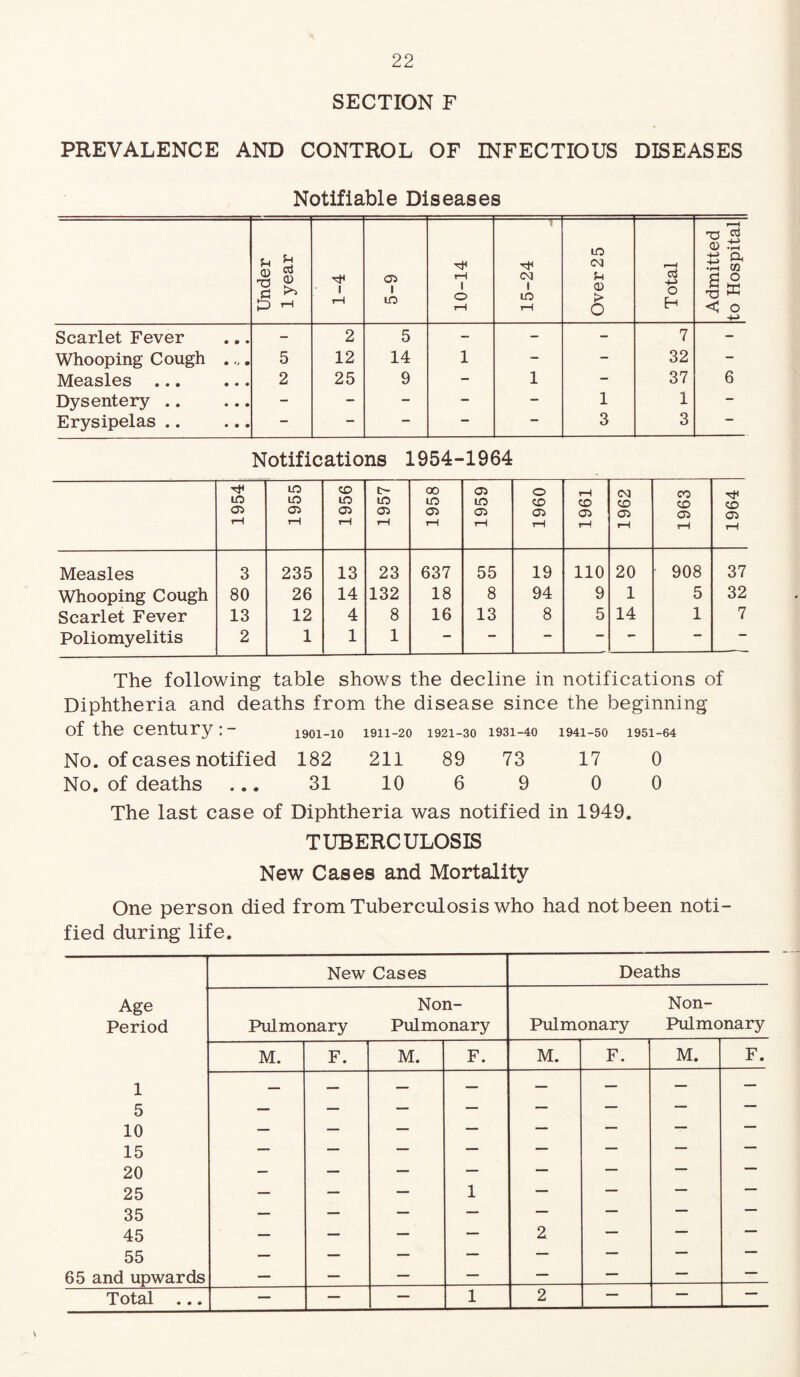 22
SECTION F
PREVALENCE AND CONTROL OF INFECTIOUS DISEASES
Notifiable Diseases
Under 1 year | 1-4 | 5-9 | 10-14 | 15-24 | Over 25 | Total | Admitted to Hospital
Scarlet Fever ... – 2 5 – – – 7 –
Whooping Cough ... 5 12 14 1 – – 32 –
Measles ... ... 2 25 9 – 1 – 37 6
Dysentery .. ... – – – – – 1 1 –
Erysipelas .. ... – – – – – 3 3 –
Notifications 1954-1964
1954 1955 1956 1957 1958 1959 1960 1961 1962 1963 1964
Measles 3 235 13 23 637 55 19 110 20 908 37
Whooping Cough 80 26 14 132 18 8 94 9 1 5 32
Scarlet Fever 13 12 4 8 16 13 8 5 14 1 7
Poliomyelitis 2 1 1 1 – – – – – – –
The following table shows the decline in notifications of
Diphtheria and deaths from the disease since the beginning
of the century:- 1901-10 1911-20 1921-30 1931-40 1941-50 1951-64
No. of cases notified 182 211 89 73 17 0
No. of deaths ... 31 10 6 9 0 0
The last case of Diphtheria was notified in 1949.
TUBERCULOSIS
New Cases and Mortality
One person died from Tuberculosis who had not been noti-
fied during life.
Age Period | New Cases | Deaths
Pulmonary | Non-Pulmonary | Pulmonary | Non-Pulmonary
M. F. M. F. M. F. M. F.
1 – – – – – – – –
5 – – – – – – – –
10 – – – – – – – –
15 – – – – – – – –
20 – – – – – – – –
25 – – – 1 – – – –
35 – – – – – – – –
45 – – – – 2 – – –
55 – – – – – – – –
65 and upwards – – – – – – – –
Total ... – – – 1 2 – – –